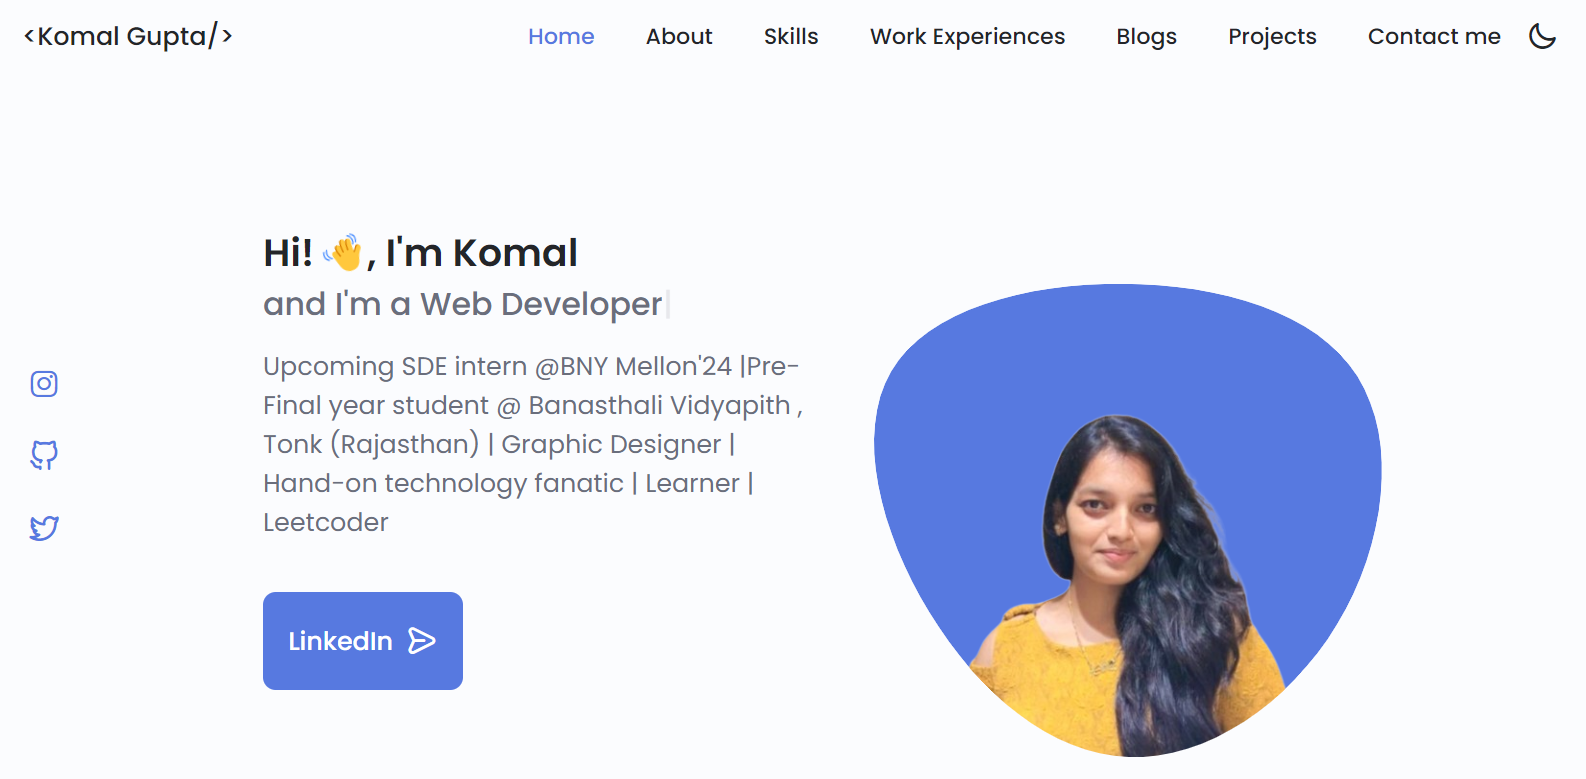 <Komal Gupta/>
Home About Skills Work Experiences Blogs Projects Contact me
Hi! 👋, I'm Komal
and I'm a Web Developer
Upcoming SDE intern @BNY Mellon'24 |Pre-
Final year student @ Banasthali Vidyapith ,
Tonk (Rajasthan) | Graphic Designer |
Hand-on technology fanatic | Learner |
Leetcoder
LinkedIn